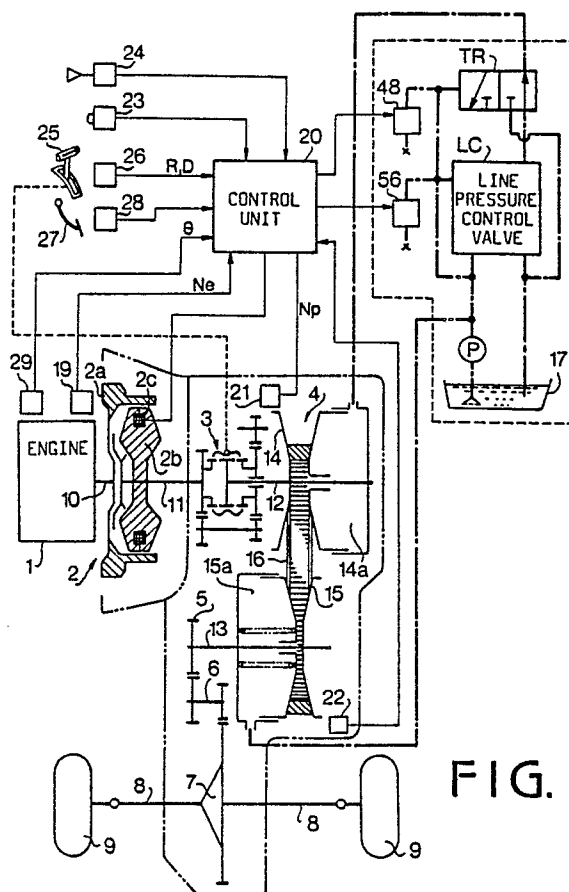 24
TR
23
48
25
20
26
R,D
LC
CONTROL
UNIT
56
LINE
PRESSURE
CONTROL
VALVE
28
27
θ
Ne
Np
P
17
29
2a
19
2c
21
4
3
14
ENGINE
2b
10
11
12
1
2
16
15a
14a
15
5
13
6
22
7
8
8
9
9
FIG.